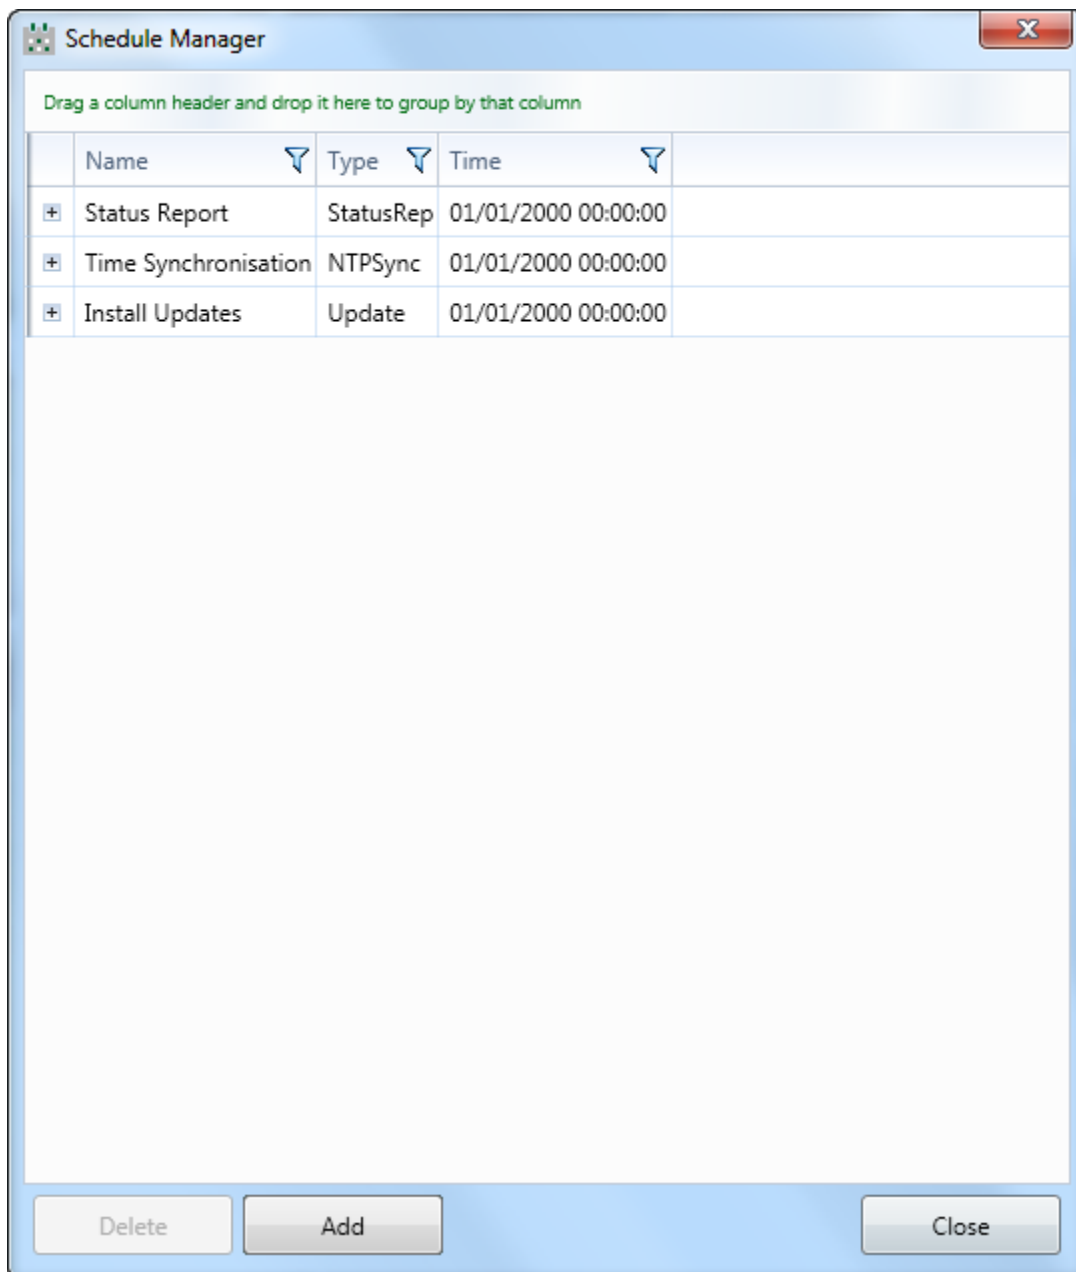 Schedule Manager
Drag a column header and drop it here to group by that column
Name Type Time
Status Report StatusRep 01/01/2000 00:00:00
Time Synchronisation NTPSync 01/01/2000 00:00:00
Install Updates Update 01/01/2000 00:00:00
Delete Add Close